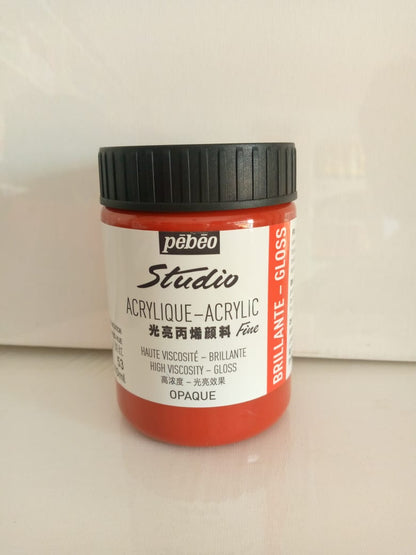 pébéo
Studio
ACRYLIQUE-ACRYLIC
光亮丙烯颜料 Fine
HAUTE VISCOSITÉ - BRILLANTE
HIGH VISCOSITY - GLOSS
高浓度 - 光亮效果
OPAQUE
BRILLANTE - GLOSS
53